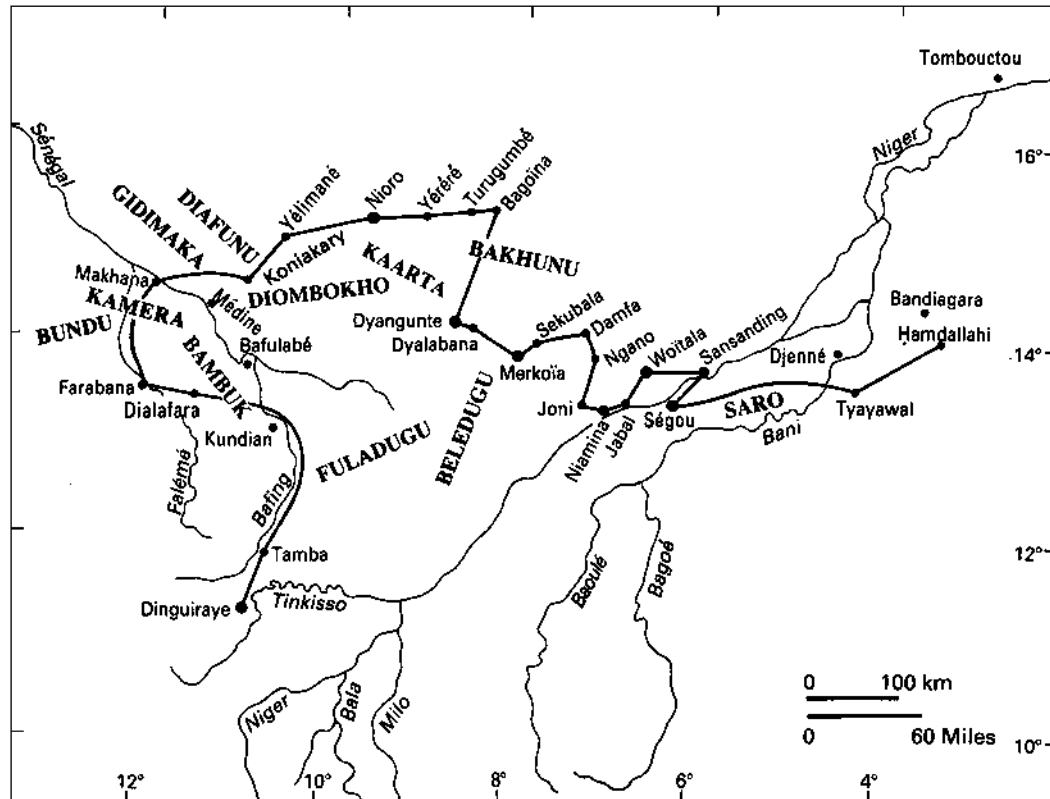 Tombouctou
Niger
16°
Sénégal
GIDIMAKA
DIAFUNU
Yélimané
Nioro
Yéréré
Turugumbé
Bagoïna
Koniakary
KAARTA
BAKHUNU
Makhana
KAMERA
Médine
DIOMBOKHO
BUNDU
Bafulabé
BAMBUK
Dyangunte
Dyalabana
Sekubala
Damfa
Ngano
Woïtala
Sansanding
Bandiagara
Ḥamdallahi
Djenné
14°
Merkoïa
Farabana
Dialafara
Kundian
FULADUGU
BELEDUGU
Joni
Niamina
Jabal
Ségou
SARO
Tyayawal
Bani
Falémé
Bafing
Tamba
12°
Dinguiraye
Tinkisso
Baoulé
Bagoé
Niger
Bala
Milo
0 100 km
0 60 Miles
10°
12° 10° 8° 6° 4°